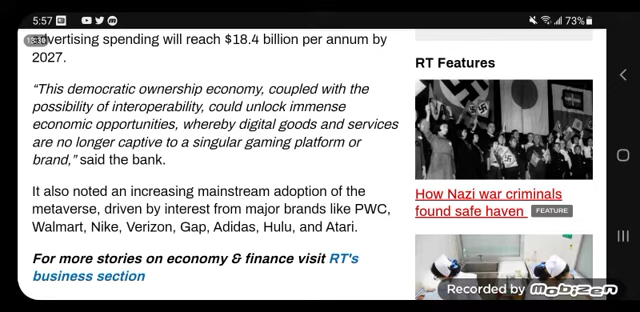 5:57
73%
advertising spending will reach $18.4 billion per annum by
2027.
“This democratic ownership economy, coupled with the
possibility of interoperability, could unlock immense
economic opportunities, whereby digital goods and services
are no longer captive to a singular gaming platform or
brand,” said the bank.
It also noted an increasing mainstream adoption of the
metaverse, driven by interest from major brands like PWC,
Walmart, Nike, Verizon, Gap, Adidas, Hulu, and Atari.
For more stories on economy & finance visit RT's
business section
RT Features
How Nazi war criminals
found safe haven FEATURE
Recorded by Mobizen